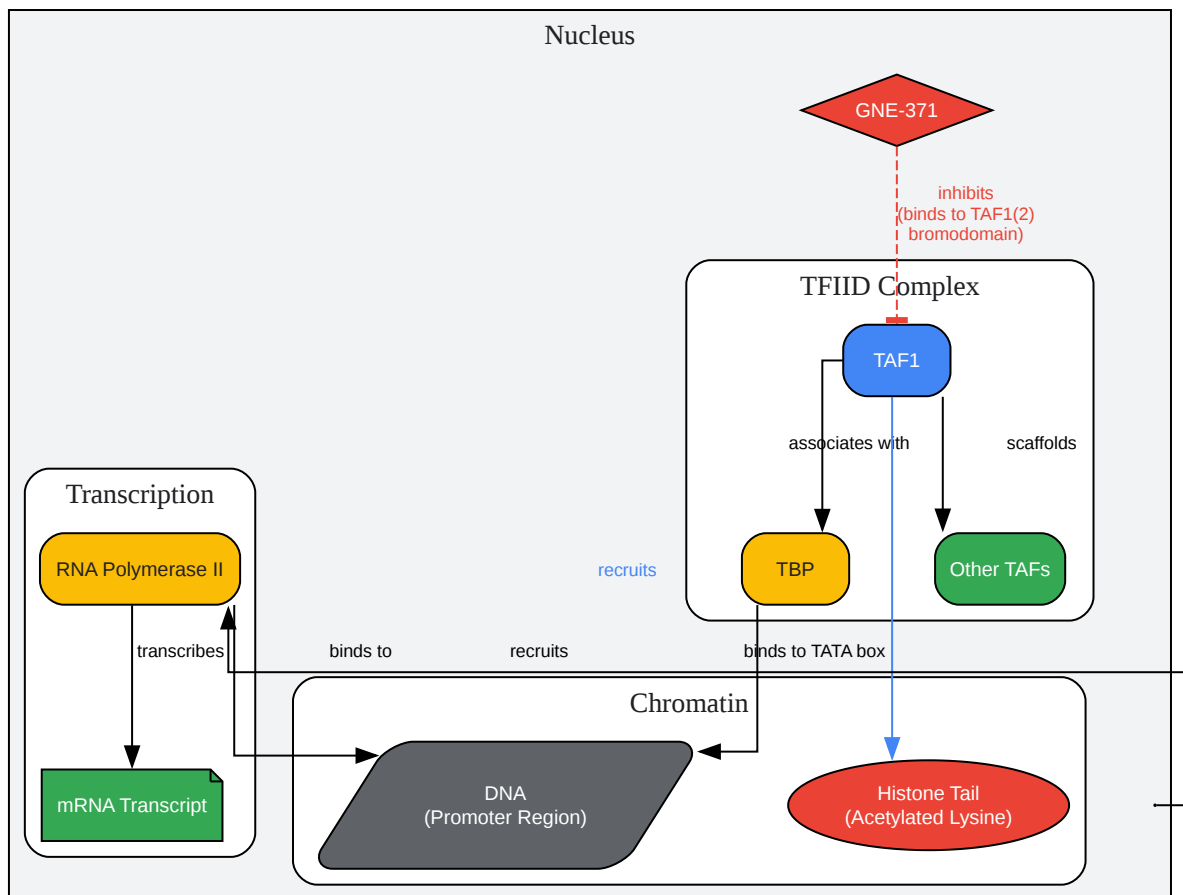 Nucleus
GNE-371
inhibits
(binds to TAF1(2)
bromodomain)
TFIID Complex
TAF1
associates with
scaffolds
Transcription
RNA Polymerase II
recruits
TBP
Other TAFs
transcribes
binds to
recruits
binds to TATA box
Chromatin
mRNA Transcript
DNA
(Promoter Region)
Histone Tail
(Acetylated Lysine)